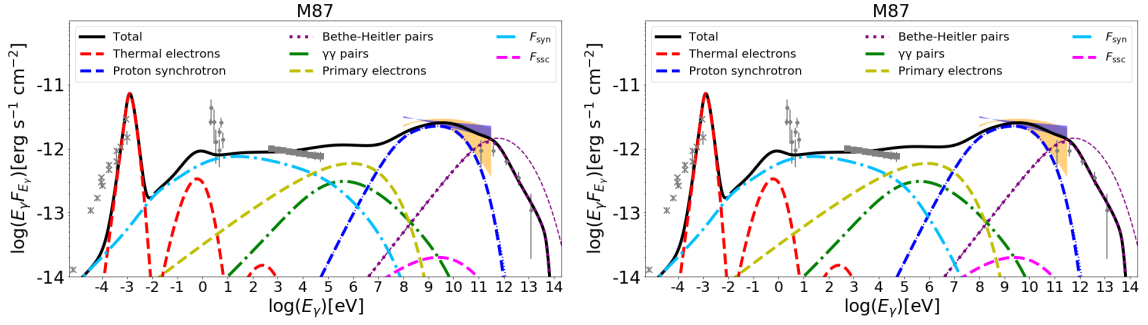 M87
log(E_γF_{E_γ})[erg s⁻¹ cm⁻²]
-11
-12
-13
-14
Total
Thermal electrons
Proton synchrotron
Bethe-Heitler pairs
γγ pairs
Primary electrons
F_syn
F_ssc
-4 -3 -2 -1 0 1 2 3 4 5 6 7 8 9 10 11 12 13 14
log(E_γ)[eV]
M87
log(E_γF_{E_γ})[erg s⁻¹ cm⁻²]
-11
-12
-13
-14
Total
Thermal electrons
Proton synchrotron
Bethe-Heitler pairs
γγ pairs
Primary electrons
F_syn
F_ssc
-4 -3 -2 -1 0 1 2 3 4 5 6 7 8 9 10 11 12 13 14
log(E_γ)[eV]